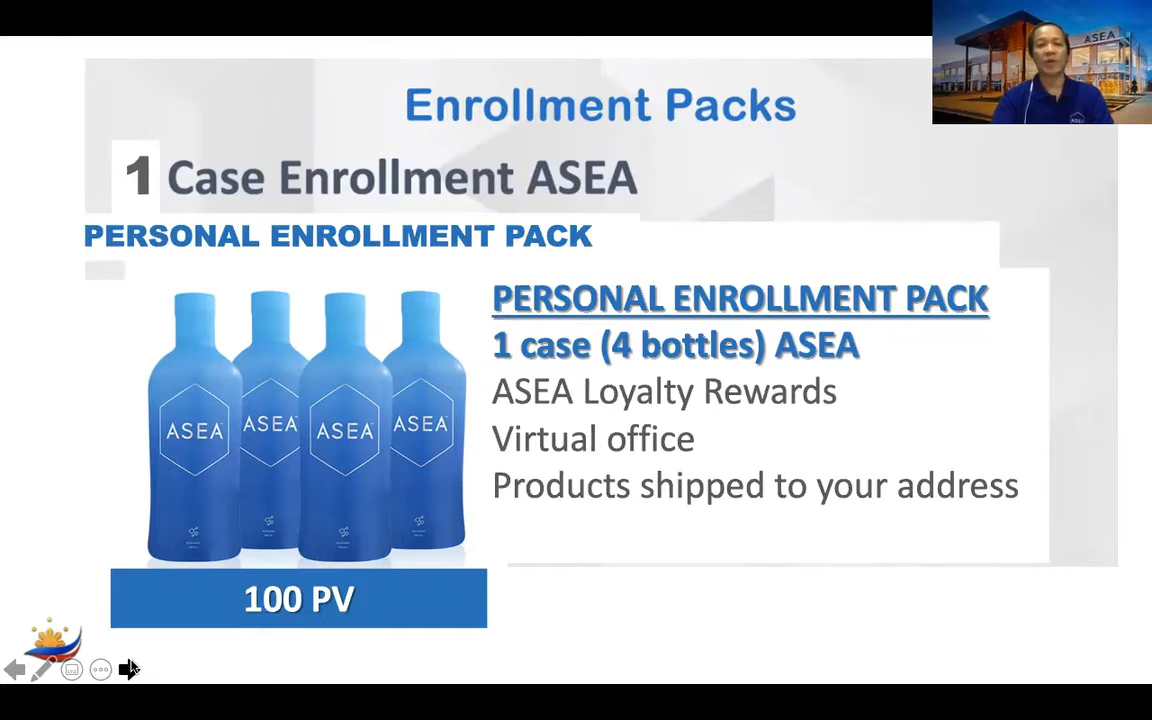 ASEA
Enrollment Packs
1 Case Enrollment ASEA
PERSONAL ENROLLMENT PACK
PERSONAL ENROLLMENT PACK
1 case (4 bottles) ASEA
ASEA Loyalty Rewards
Virtual office
Products shipped to your address
ASEA ASEA ASEA ASEA
100 PV